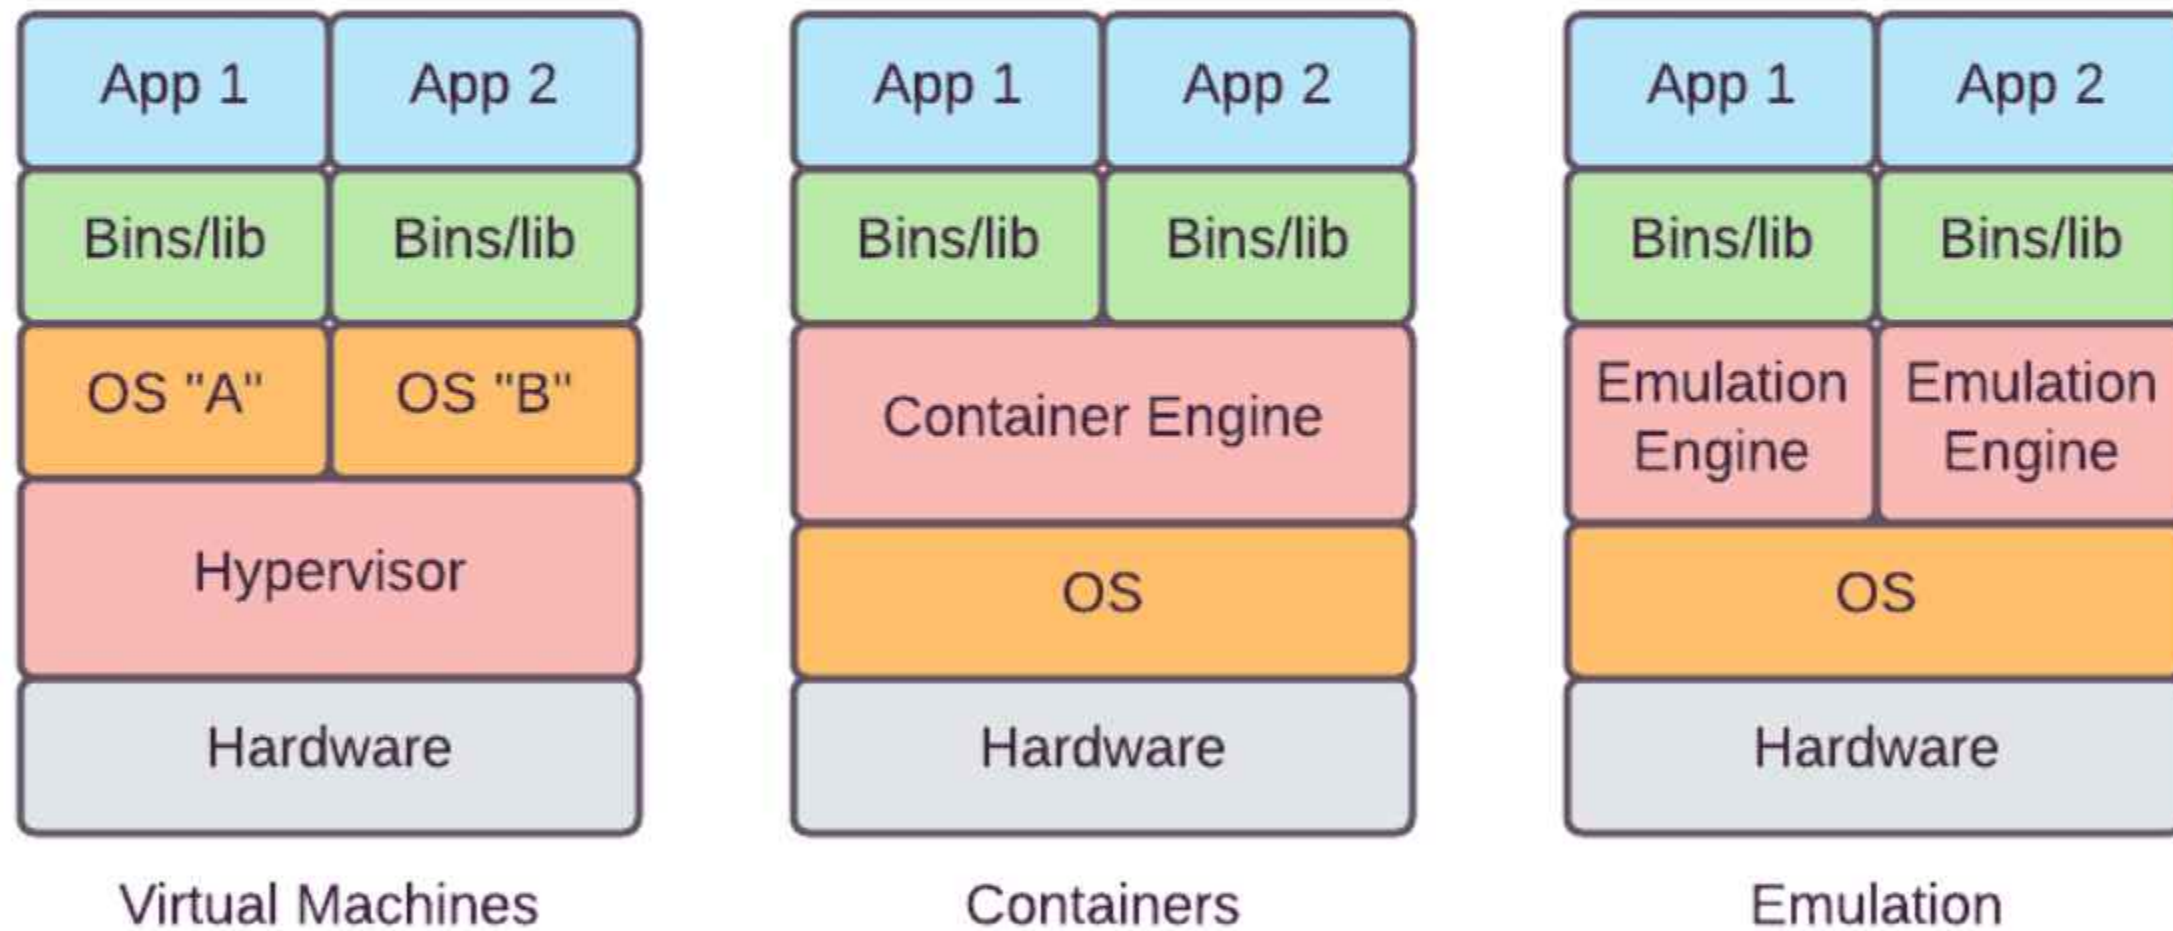 App 1
App 2
Bins/lib
Bins/lib
OS "A"
OS "B"
Hypervisor
Hardware
Virtual Machines
App 1
App 2
Bins/lib
Bins/lib
Container Engine
OS
Hardware
Containers
App 1
App 2
Bins/lib
Bins/lib
Emulation
Engine
Emulation
Engine
OS
Hardware
Emulation